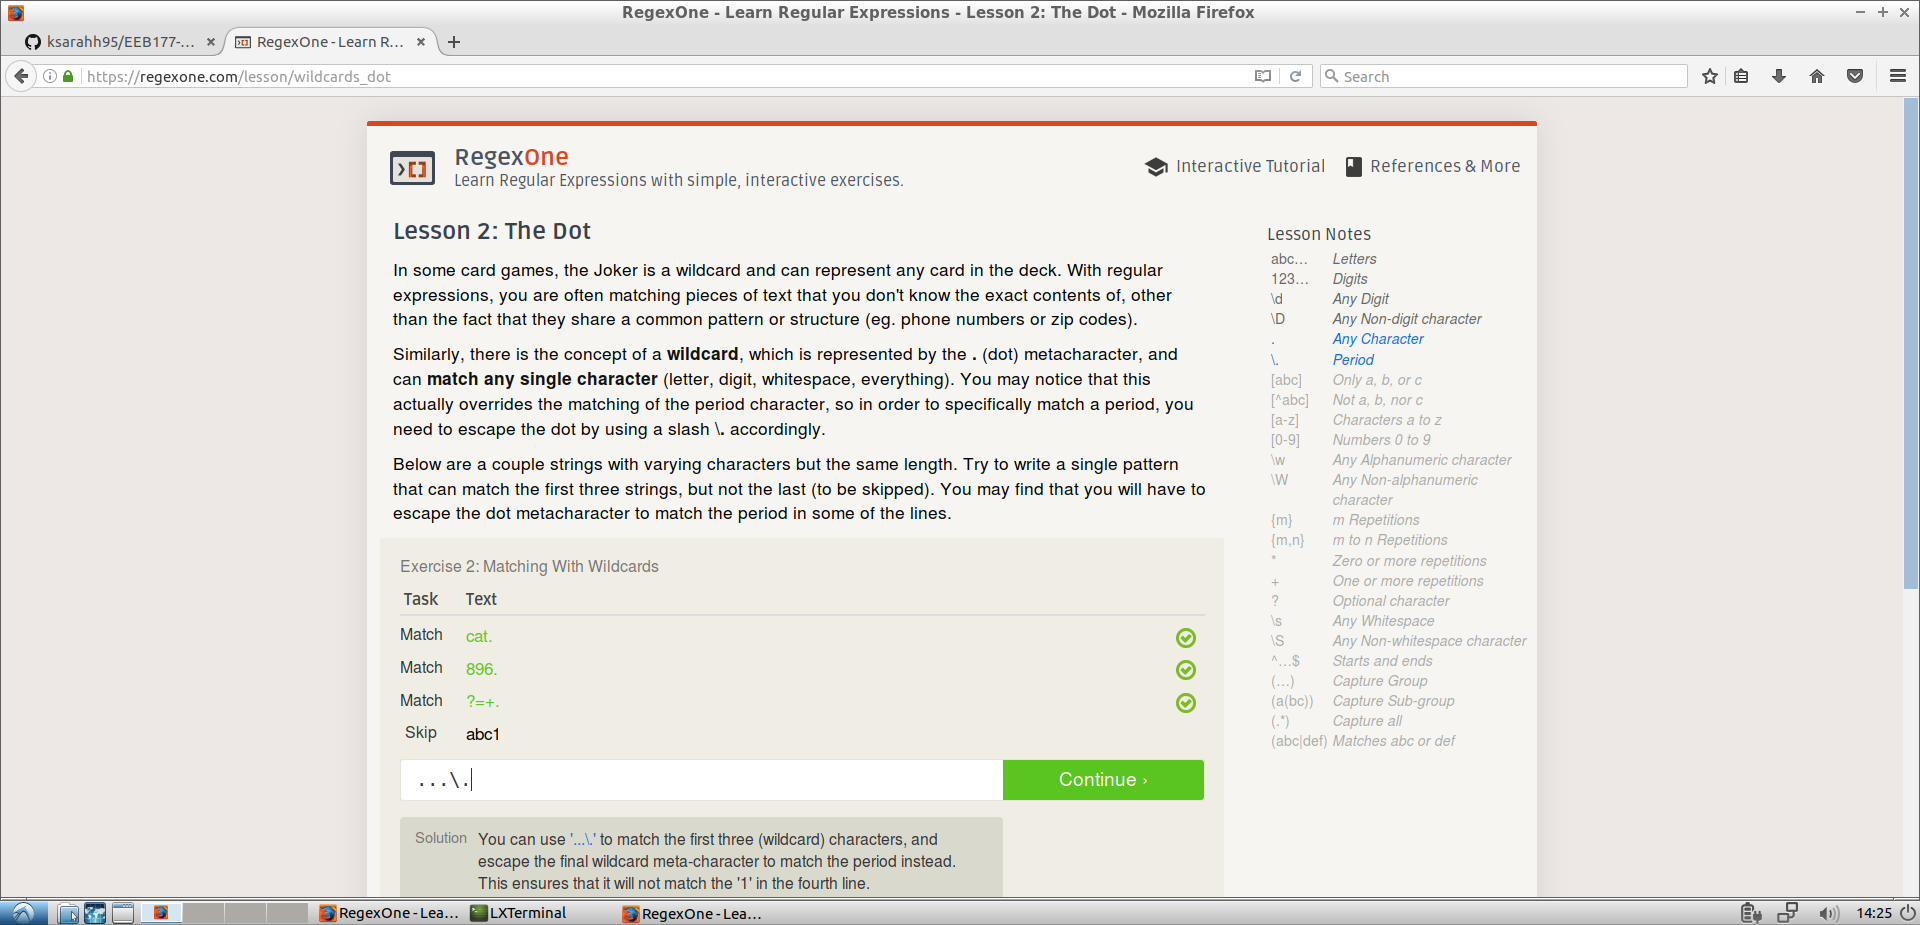 RegexOne - Learn Regular Expressions - Lesson 2: The Dot - Mozilla Firefox
ksarahh95/EEB177-...
RegexOne - Learn R...
https://regexone.com/lesson/wildcards_dot
Search
RegexOne
Learn Regular Expressions with simple, interactive exercises.
Interactive Tutorial
References & More
Lesson 2: The Dot
In some card games, the Joker is a wildcard and can represent any card in the deck. With regular
expressions, you are often matching pieces of text that you don't know the exact contents of, other
than the fact that they share a common pattern or structure (eg. phone numbers or zip codes).
Similarly, there is the concept of a wildcard, which is represented by the . (dot) metacharacter, and
can match any single character (letter, digit, whitespace, everything). You may notice that this
actually overrides the matching of the period character, so in order to specifically match a period, you
need to escape the dot by using a slash \. accordingly.
Below are a couple strings with varying characters but the same length. Try to write a single pattern
that can match the first three strings, but not the last (to be skipped). You may find that you will have to
escape the dot metacharacter to match the period in some of the lines.
Exercise 2: Matching With Wildcards
Task Text
Match cat.
Match 896.
Match ?=+.
Skip abc1
...\.
Continue ›
Solution You can use '...\.' to match the first three (wildcard) characters, and
escape the final wildcard meta-character to match the period instead.
This ensures that it will not match the '1' in the fourth line.
Lesson Notes
abc… Letters
123… Digits
\d Any Digit
\D Any Non-digit character
. Any Character
\. Period
[abc] Only a, b, or c
[^abc] Not a, b, nor c
[a-z] Characters a to z
[0-9] Numbers 0 to 9
\w Any Alphanumeric character
\W Any Non-alphanumeric
character
{m} m Repetitions
{m,n} m to n Repetitions
* Zero or more repetitions
+ One or more repetitions
? Optional character
\s Any Whitespace
\S Any Non-whitespace character
^…$ Starts and ends
(…) Capture Group
(a(bc)) Capture Sub-group
(.*) Capture all
(abc|def) Matches abc or def
RegexOne - Lea...
LXTerminal
RegexOne - Lea...
14:25